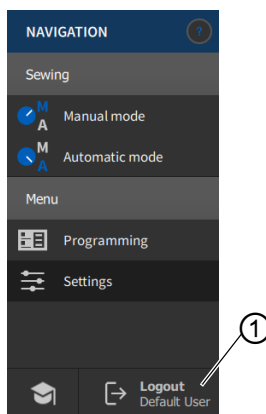 NAVIGATION ?
Sewing
M
A
Manual mode
M
A
Automatic mode
Menu
Programming
Settings
Logout
Default User
1